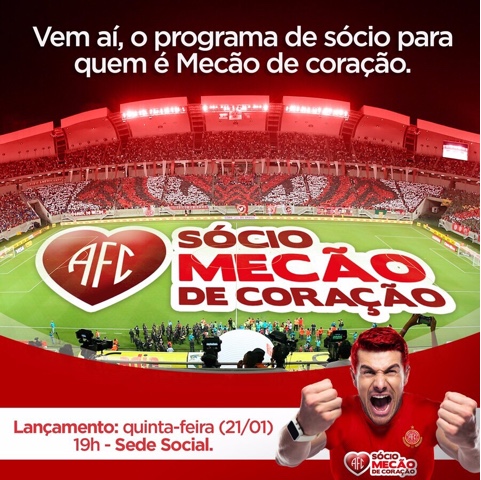 Vem aí, o programa de sócio para
quem é Mecão de coração.
AFC
SÓCIO
MECÃO
DE CORAÇÃO
Lançamento: quinta-feira (21/01)
19h - Sede Social.
AFC
SÓCIO
MECÃO
DE CORAÇÃO